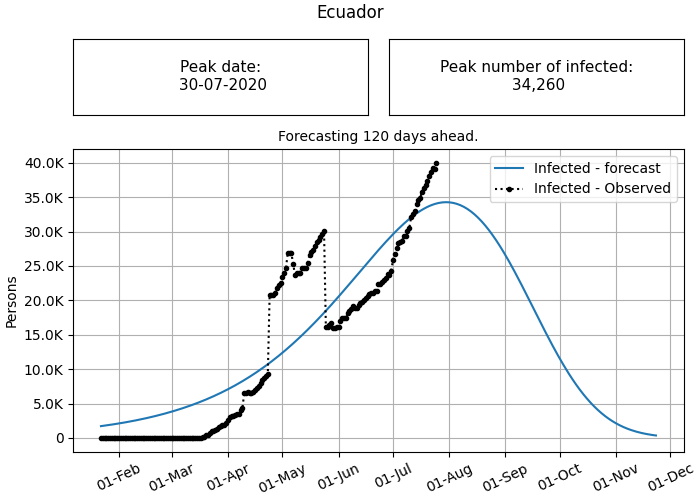 Ecuador
Peak date:
30-07-2020
Peak number of infected:
34,260
Forecasting 120 days ahead.
40.0K
35.0K
30.0K
25.0K
20.0K
15.0K
10.0K
5.0K
0
Persons
Infected - forecast
Infected - Observed
01-Feb
01-Mar
01-Apr
01-May
01-Jun
01-Jul
01-Aug
01-Sep
01-Oct
01-Nov
01-Dec